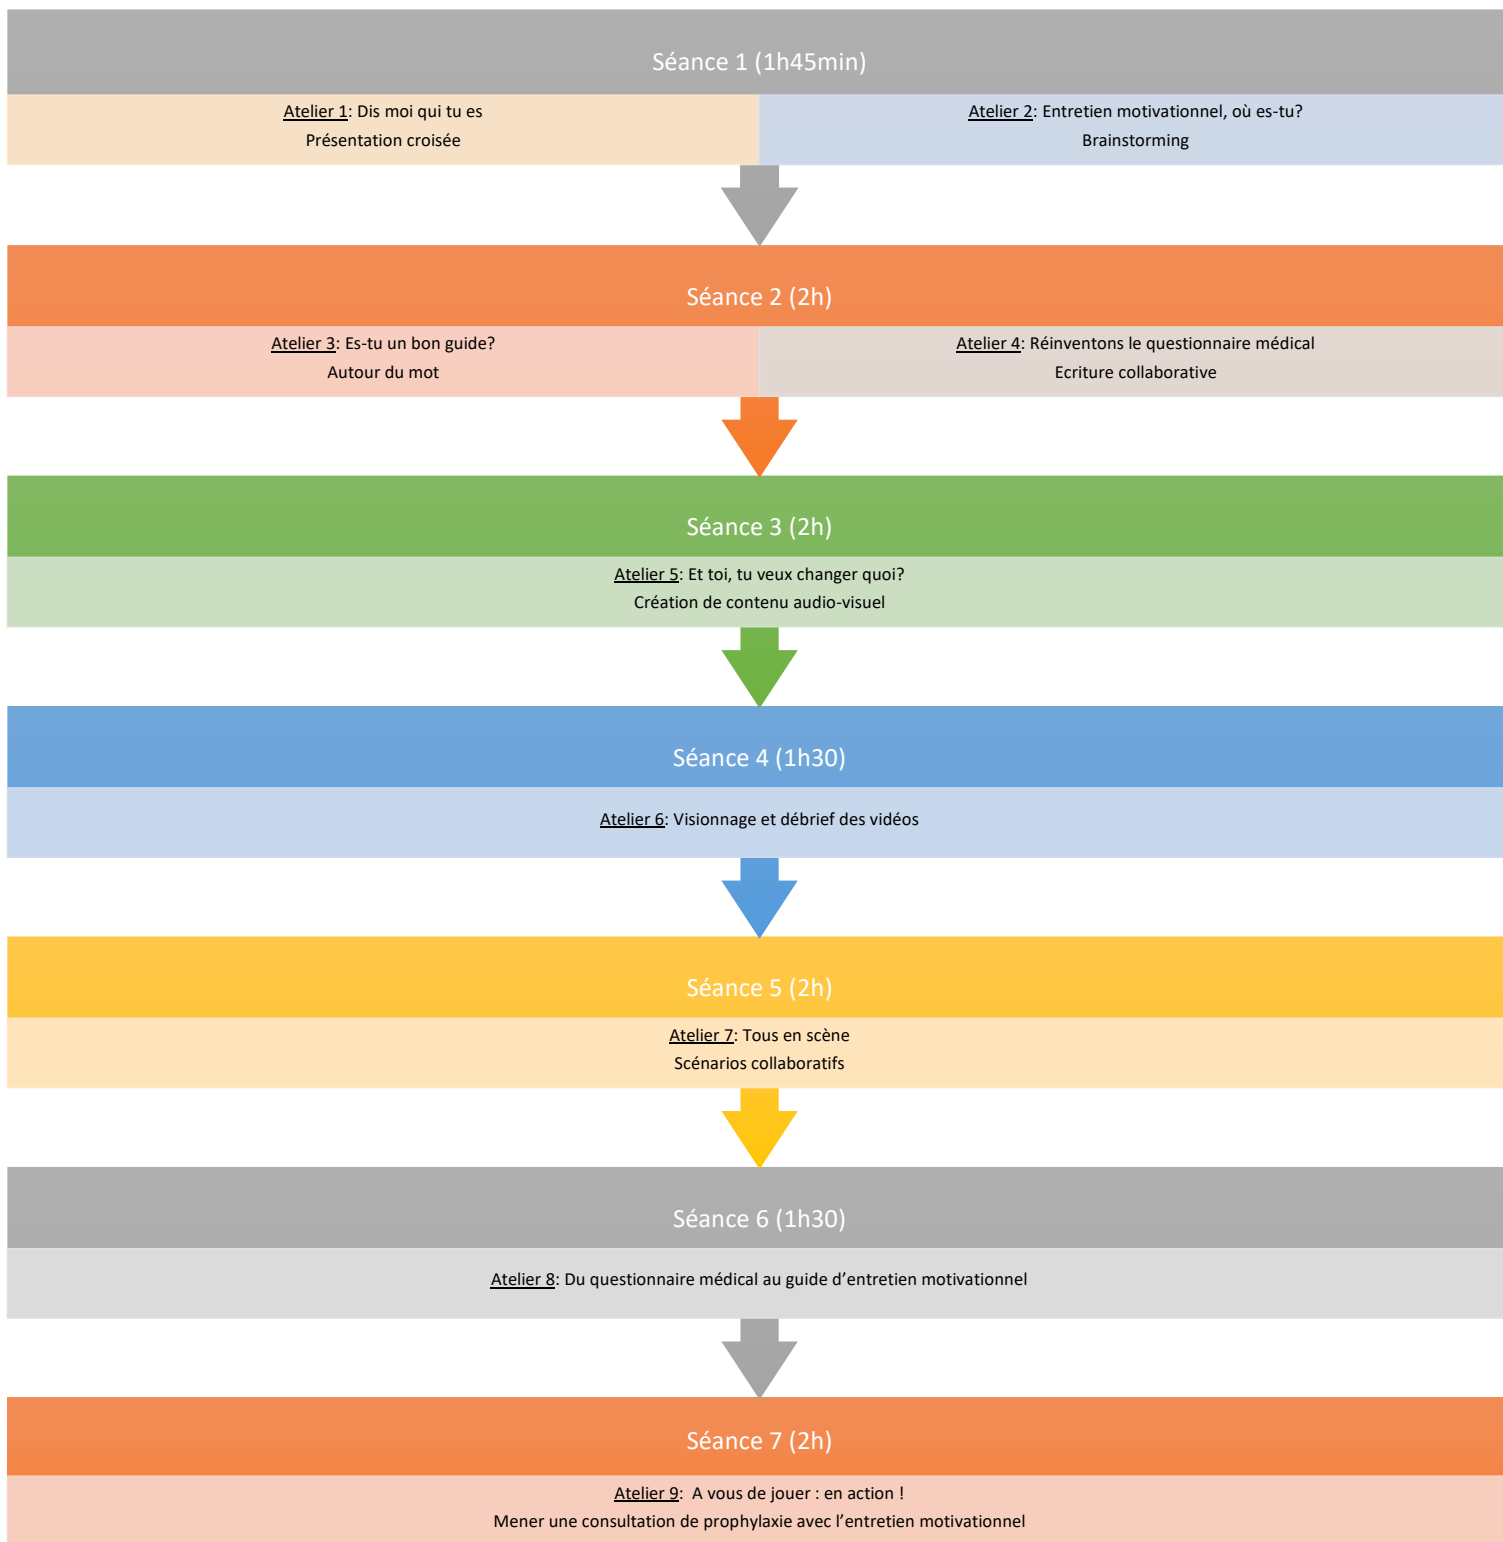 Séance 1 (1h45min)
Atelier 1: Dis moi qui tu es
Présentation croisée
Atelier 2: Entretien motivationnel, où es-tu?
Brainstorming
Séance 2 (2h)
Atelier 3: Es-tu un bon guide?
Autour du mot
Atelier 4: Réinventons le questionnaire médical
Ecriture collaborative
Séance 3 (2h)
Atelier 5: Et toi, tu veux changer quoi?
Création de contenu audio-visuel
Séance 4 (1h30)
Atelier 6: Visionnage et débrief des vidéos
Séance 5 (2h)
Atelier 7: Tous en scène
Scénarios collaboratifs
Séance 6 (1h30)
Atelier 8: Du questionnaire médical au guide d’entretien motivationnel
Séance 7 (2h)
Atelier 9:  A vous de jouer : en action !
Mener une consultation de prophylaxie avec l’entretien motivationnel